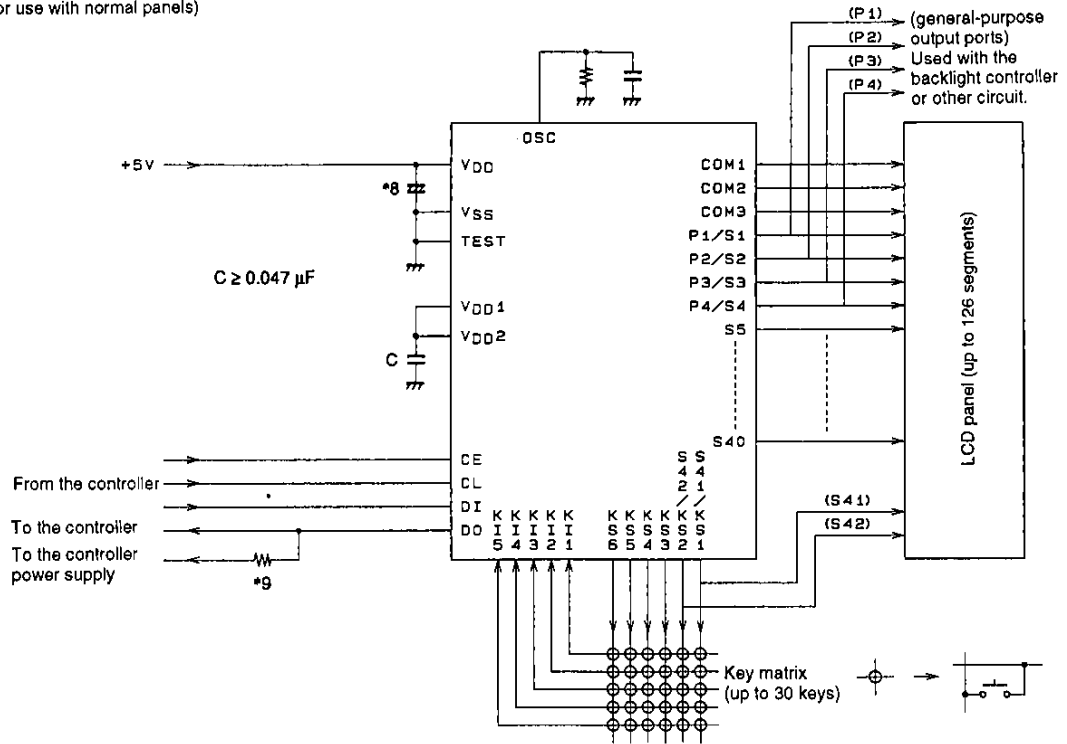 or use with normal panels)
(P1)
(P2)
(P3)
(P4)
(general-purpose
output ports)
Used with the
backlight controller
or other circuit.
OSC
+5V
VDD
*8
VSS
TEST
C ≥ 0.047 μF
VDD1
VDD2
C
COM1
COM2
COM3
P1/S1
P2/S2
P3/S3
P4/S4
S5
S40
LCD panel (up to 126 segments)
CE
From the controller
CL
DI
To the controller
DO
To the controller
power supply
*9
KI5
KI4
KI3
KI2
KI1
KS6
KS5
KS4
KS3
S42/KS2
S41/KS1
(S41)
(S42)
Key matrix
(up to 30 keys)